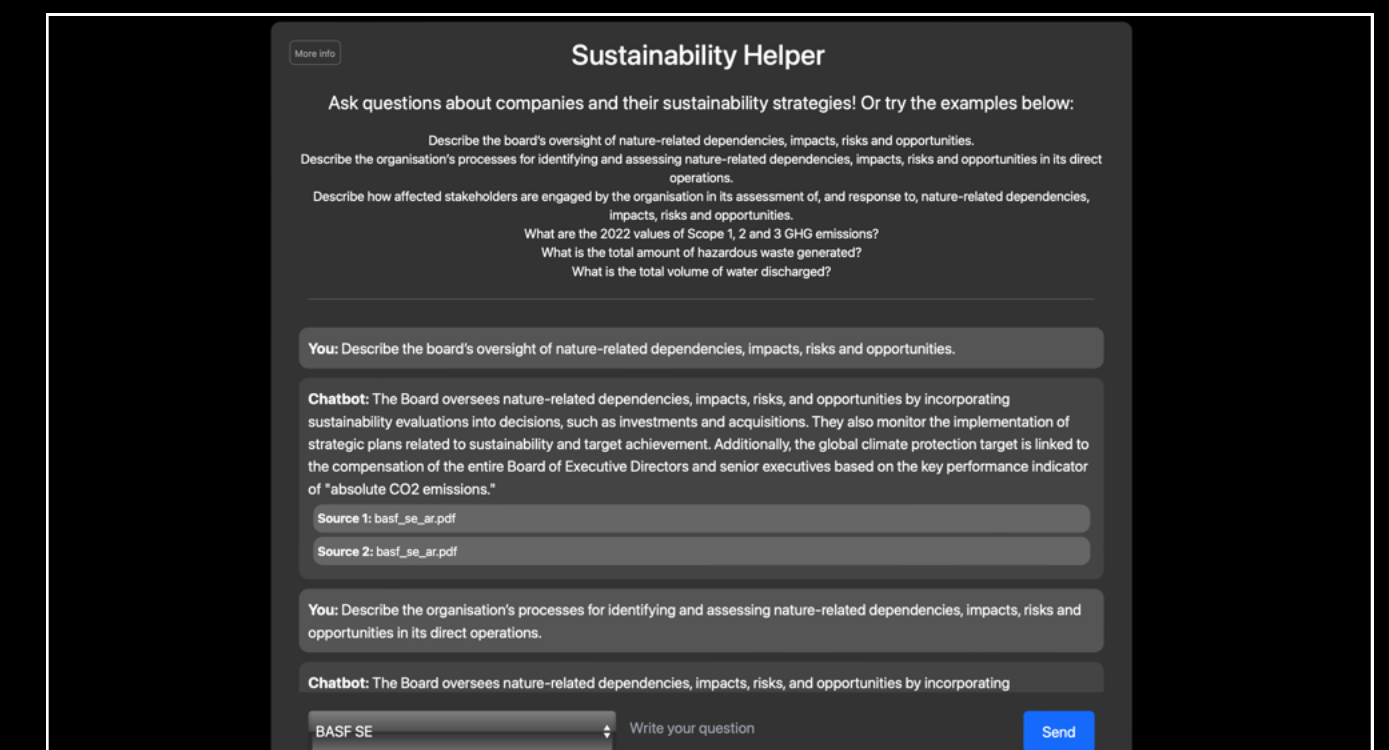 More info
Sustainability Helper
Ask questions about companies and their sustainability strategies! Or try the examples below:
Describe the board's oversight of nature-related dependencies, impacts, risks and opportunities.
Describe the organisation's processes for identifying and assessing nature-related dependencies, impacts, risks and opportunities in its direct
operations.
Describe how affected stakeholders are engaged by the organisation in its assessment of, and response to, nature-related dependencies,
impacts, risks and opportunities.
What are the 2022 values of Scope 1, 2 and 3 GHG emissions?
What is the total amount of hazardous waste generated?
What is the total volume of water discharged?
You: Describe the board's oversight of nature-related dependencies, impacts, risks and opportunities.
Chatbot: The Board oversees nature-related dependencies, impacts, risks, and opportunities by incorporating
sustainability evaluations into decisions, such as investments and acquisitions. They also monitor the implementation of
strategic plans related to sustainability and target achievement. Additionally, the global climate protection target is linked to
the compensation of the entire Board of Executive Directors and senior executives based on the key performance indicator
of "absolute CO2 emissions."
Source 1: basf_se_ar.pdf
Source 2: basf_se_ar.pdf
You: Describe the organisation's processes for identifying and assessing nature-related dependencies, impacts, risks and
opportunities in its direct operations.
Chatbot: The Board oversees nature-related dependencies, impacts, risks, and opportunities by incorporating
BASF SE
Write your question
Send